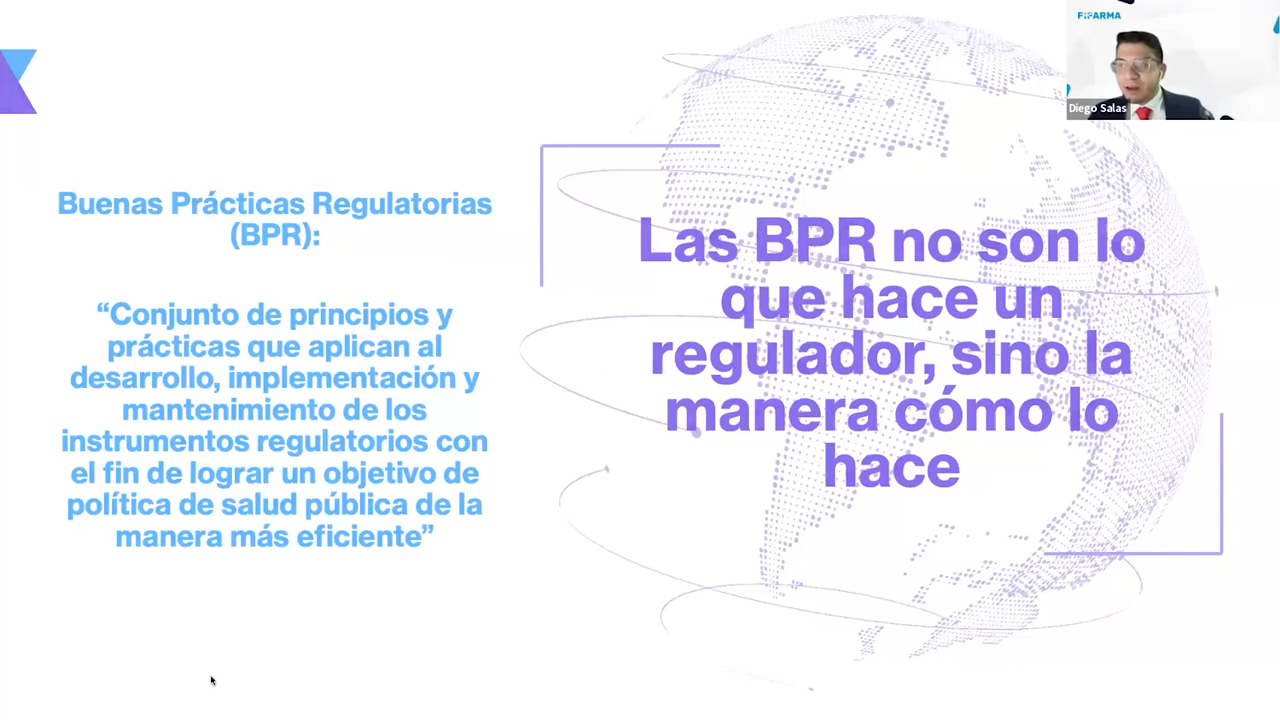 FIFARMA
Diego Salas
Buenas Prácticas Regulatorias
(BPR):
“Conjunto de principios y
prácticas que aplican al
desarrollo, implementación y
mantenimiento de los
instrumentos regulatorios con
el fin de lograr un objetivo de
política de salud pública de la
manera más eficiente”
Las BPR no son lo
que hace un
regulador, sino la
manera cómo lo
hace